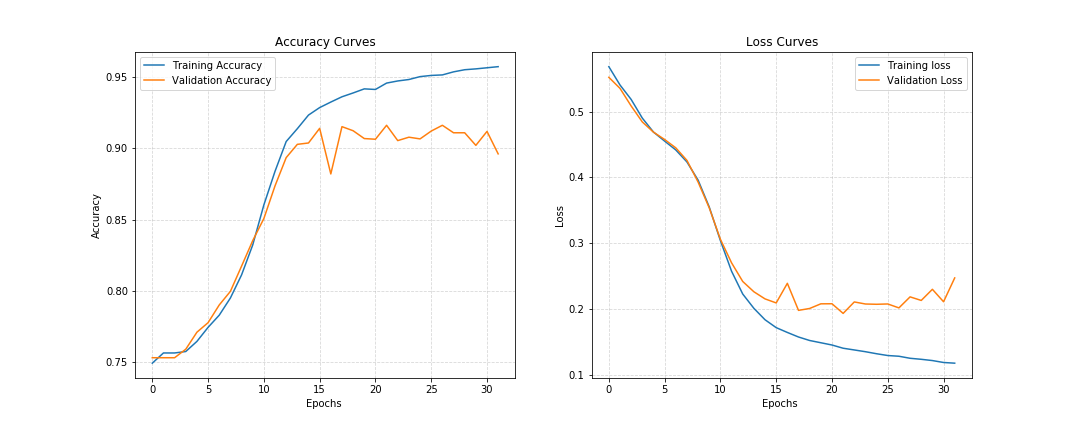 Accuracy Curves
Training Accuracy
Validation Accuracy
0.95
0.90
0.85
0.80
0.75
Accuracy
0 5 10 15 20 25 30
Epochs
Loss Curves
Training loss
Validation Loss
0.5
0.4
0.3
0.2
0.1
Loss
0 5 10 15 20 25 30
Epochs